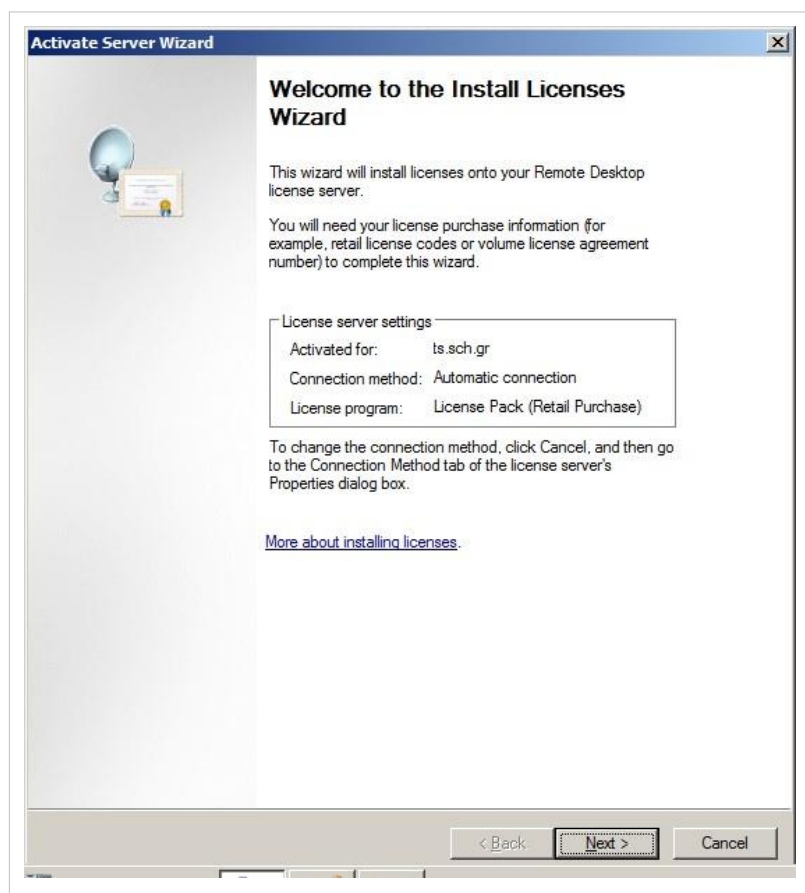 Activate Server Wizard
Welcome to the Install Licenses
Wizard
This wizard will install licenses onto your Remote Desktop
license server.
You will need your license purchase information (for
example, retail license codes or volume license agreement
number) to complete this wizard.
License server settings
Activated for: ts.sch.gr
Connection method: Automatic connection
License program: License Pack (Retail Purchase)
To change the connection method, click Cancel, and then go
to the Connection Method tab of the license server's
Properties dialog box.
More about installing licenses.
< Back Next > Cancel